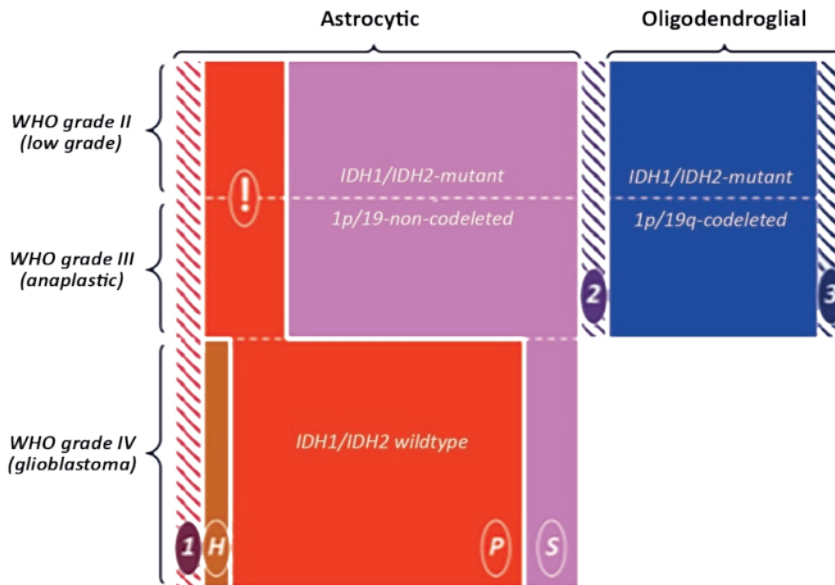 Astrocytic
Oligodendroglial
WHO grade II
(low grade)
!
IDH1/IDH2-mutant
1p/19-non-codeleted
IDH1/IDH2-mutant
1p/19q-codeleted
WHO grade III
(anaplastic)
2
3
WHO grade IV
(glioblastoma)
IDH1/IDH2 wildtype
1
H
P
S